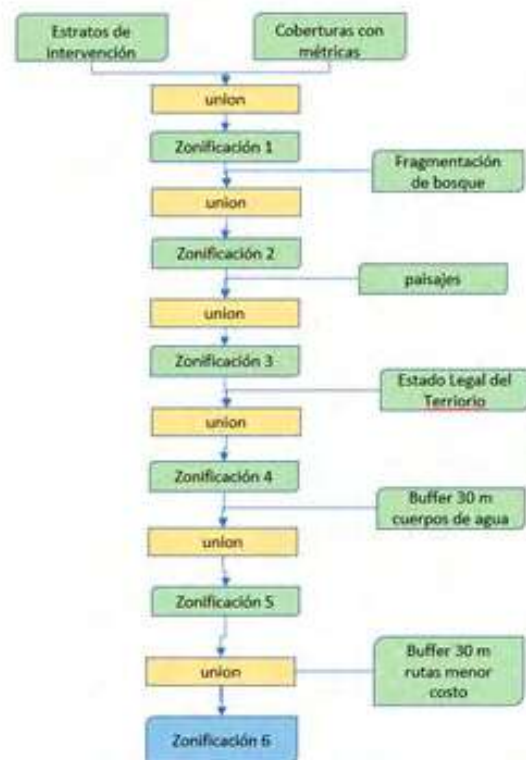 Estratos de
intervención
Coberturas con
métricas
union
Zonificación 1
Fragmentación
de bosque
union
Zonificación 2
paisajes
union
Zonificación 3
Estado Legal del
Terriorio
union
Zonificación 4
Buffer 30 m
cuerpos de agua
union
Zonificación 5
Buffer 30 m
rutas menor
costo
union
Zonificación 6